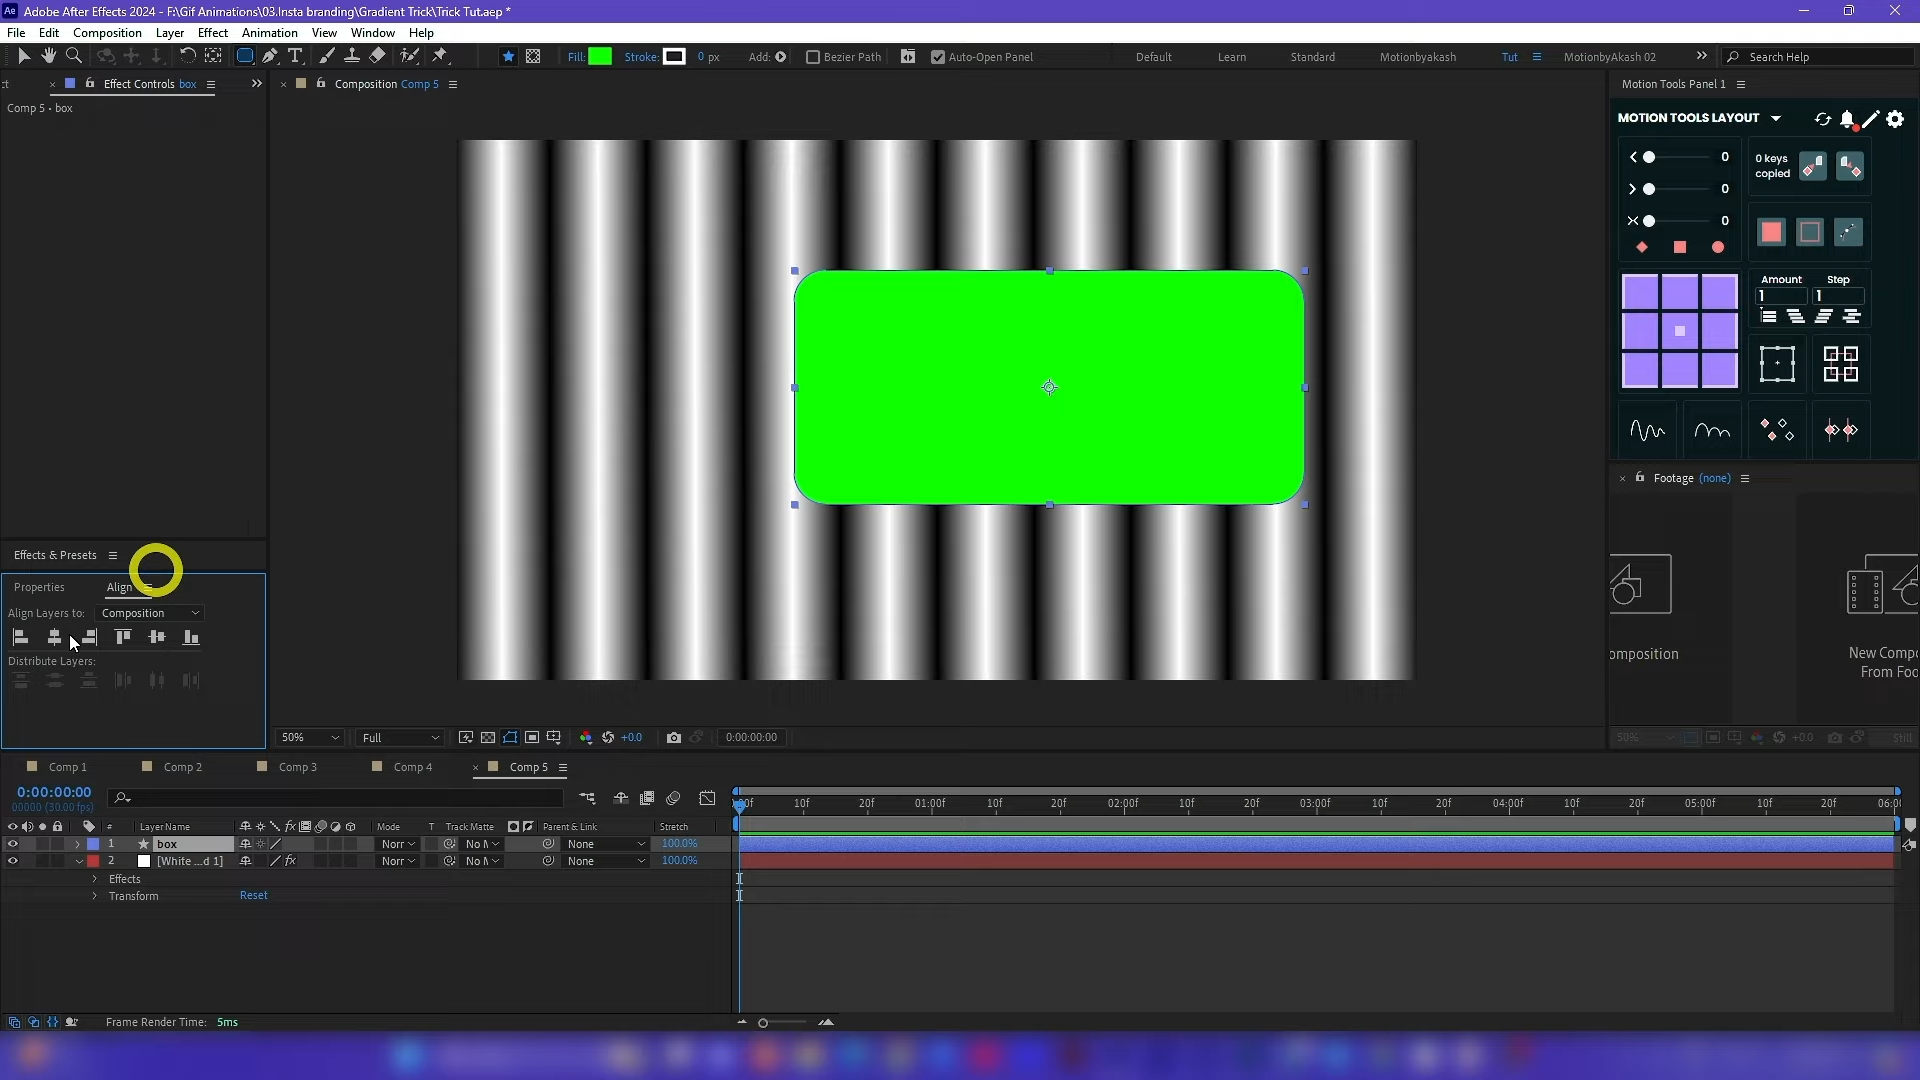 Ae Adobe After Effects 2024 - F:\Gif Animations\03.Insta branding\Gradient Trick\Trick Tut.aep *
File Edit Composition Layer Effect Animation View Window Help
Fill: Stroke: 0 px Add: Bezier Path Auto-Open Panel Default Learn Standard Motionbyakash Tut MotionbyAkash 02 Search Help
Effect Controls box
Composition Comp 5
Motion Tools Panel 1
Comp 5 • box
MOTION TOOLS LAYOUT
0
0 keys
copied
0
0
Amount Step
1 1
Footage (none)
Effects & Presets
Properties Align
Align Layers to: Composition
Distribute Layers:
omposition
New Compo
From Foo
50% Full +0.0 0:00:00:00
50% +0.0 Still
Comp 1 Comp 2 Comp 3 Comp 4 Comp 5
0:00:00:00
00000 (30.00 fps)
:00f 10f 20f 01:00f 10f 20f 02:00f 10f 20f 03:00f 10f 20f 04:00f 10f 20f 05:00f 10f 20f 06:0
# Layer Name fx Mode T Track Matte Parent & Link Stretch
1 box Norr No M None 100.0%
2 [White ...d 1] fx Norr No M None 100.0%
Effects
Transform Reset
Frame Render Time: 5ms